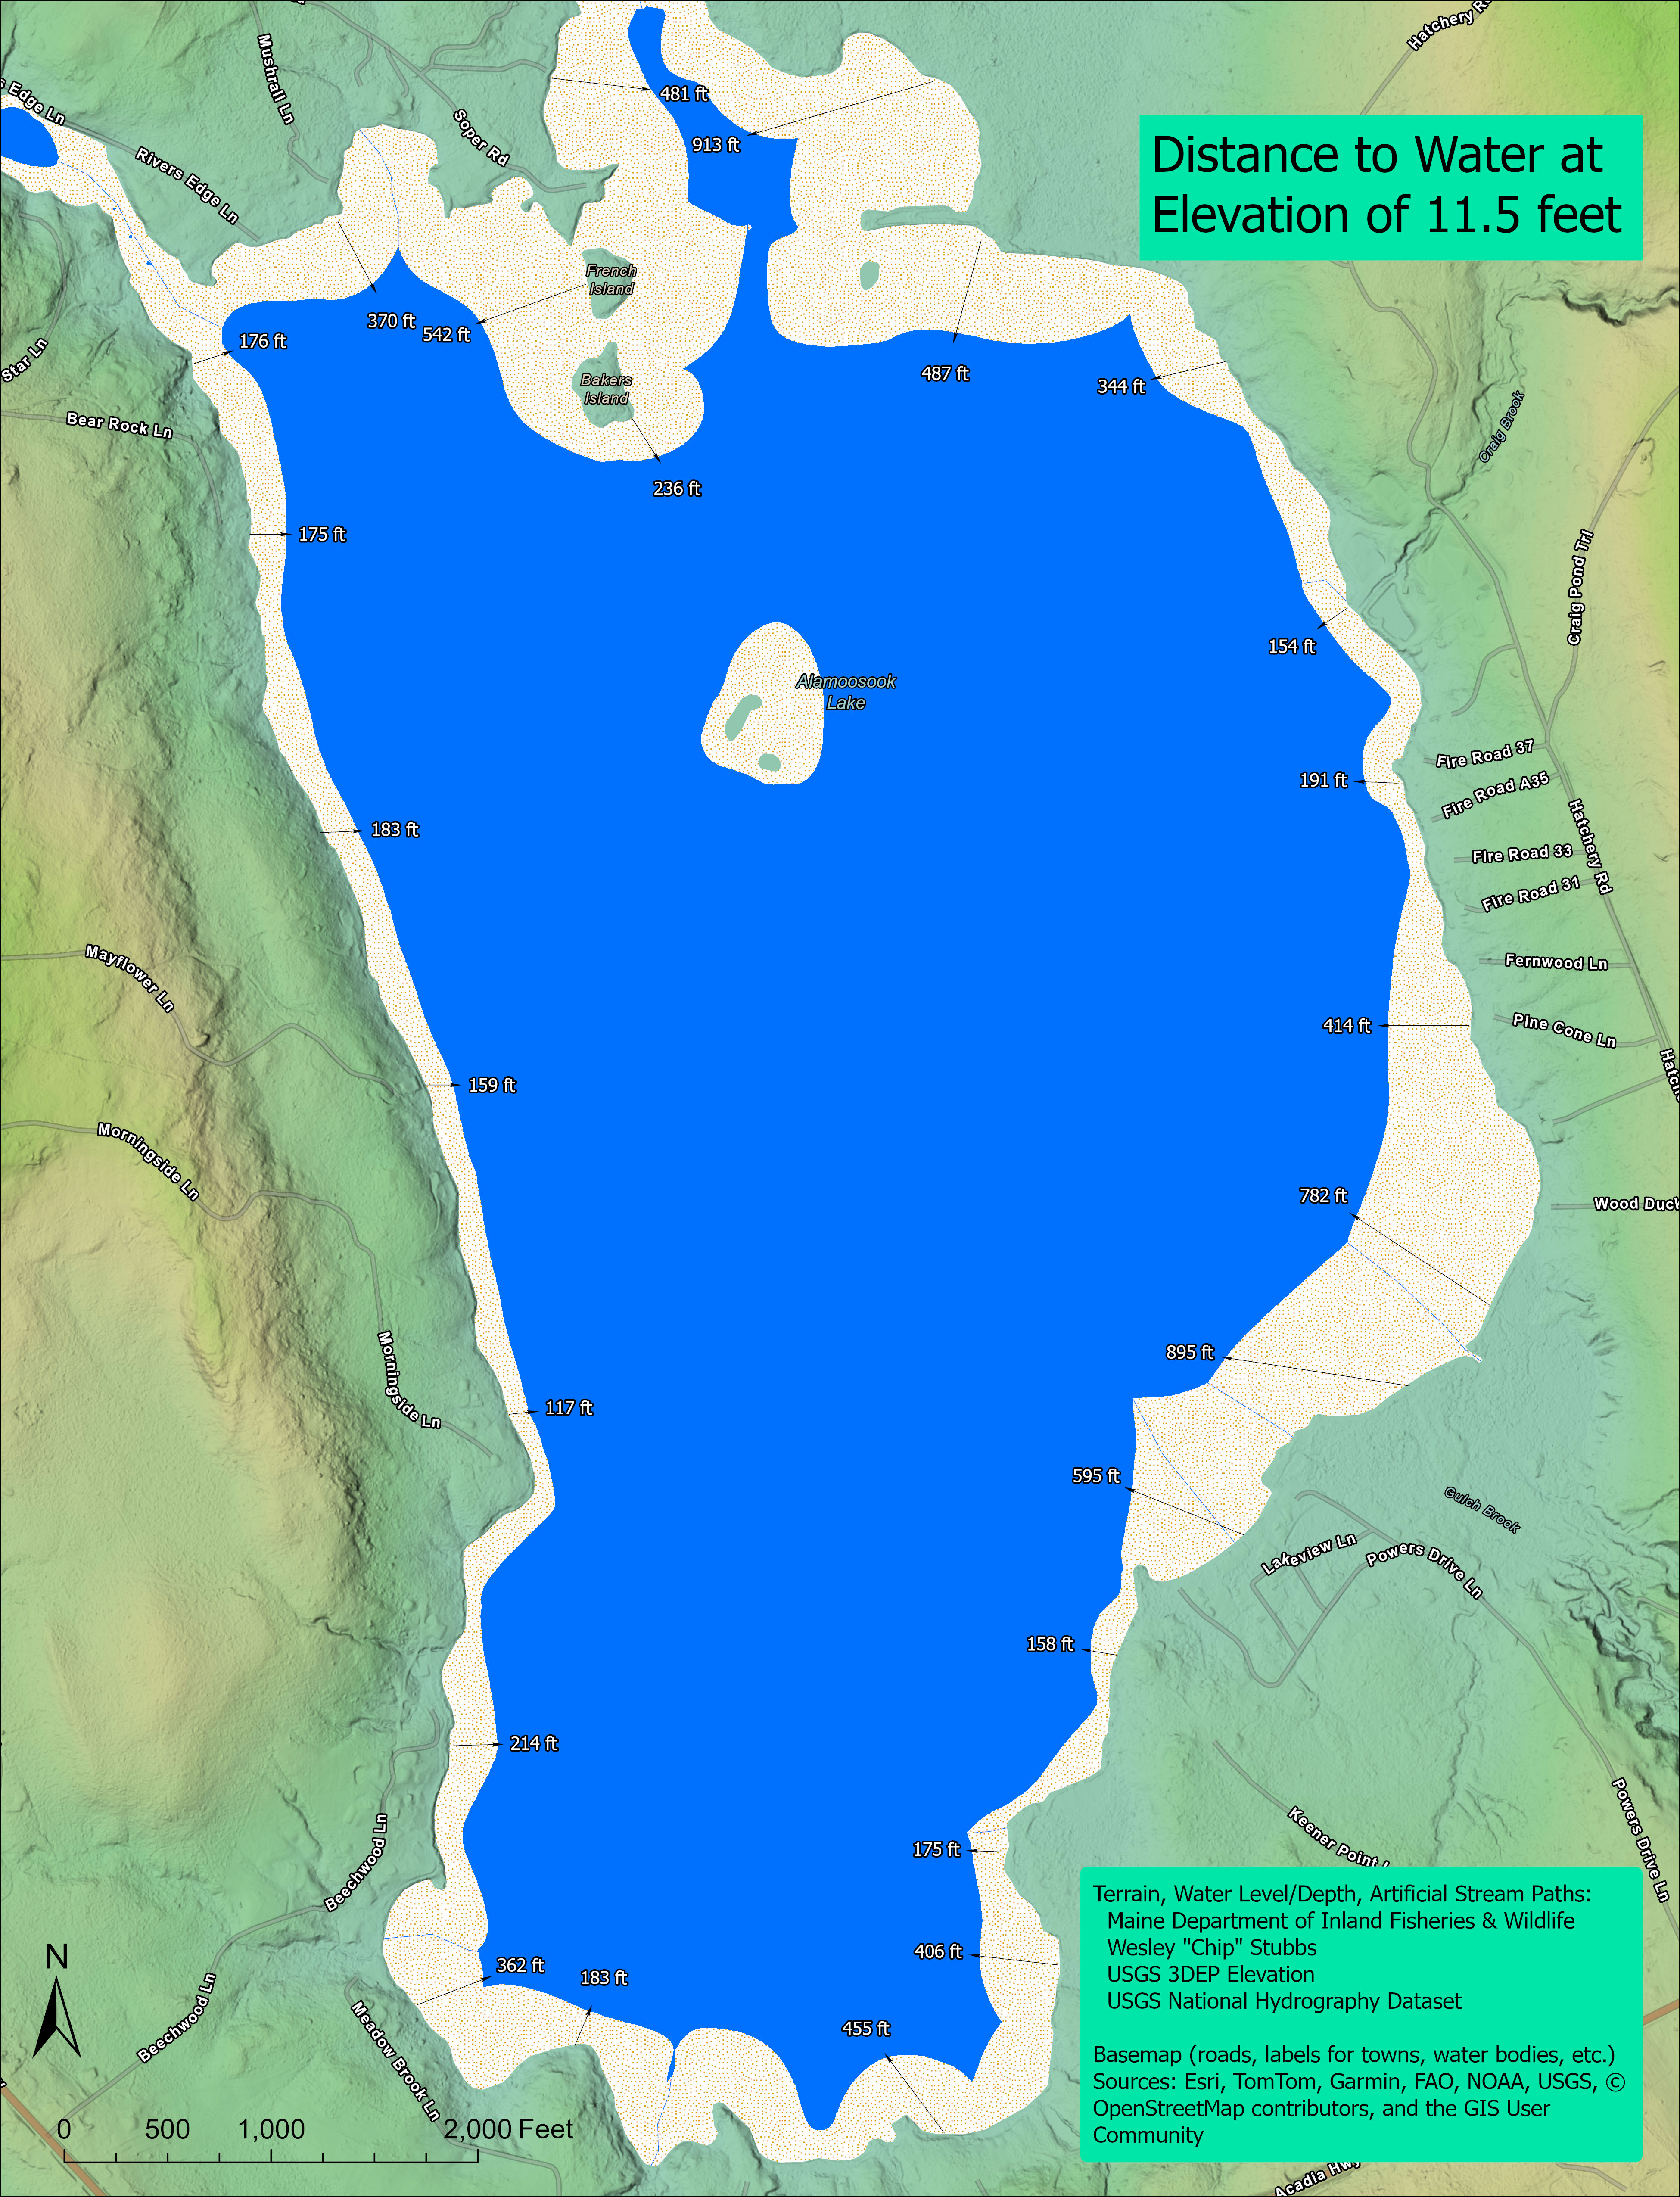 Hatchery Rd
Mushrall Ln
s Edge Ln
Soper Rd
481 ft
913 ft
Rivers Edge Ln
Distance to Water at
Elevation of 11.5 feet
French
Island
370 ft
542 ft
176 ft
Star Ln
487 ft
344 ft
Bakers
Island
Bear Rock Ln
Craig Brook
236 ft
175 ft
Craig Pond Trl
154 ft
Alamoosook
Lake
Fire Road 37
191 ft
Fire Road A35
183 ft
Hatchery Rd
Fire Road 33
Fire Road 31
Mayflower Ln
Fernwood Ln
414 ft
Pine Cone Ln
159 ft
Morningside Ln
782 ft
Wood Duck
895 ft
Morningside Ln
117 ft
595 ft
Gulch Brook
Lakeview Ln
Powers Drive Ln
158 ft
214 ft
Keener Point L
Powers Drive Ln
175 ft
Beechwood Ln
406 ft
362 ft
183 ft
N
Beechwood Ln
Meadow Brook Ln
455 ft
Terrain, Water Level/Depth, Artificial Stream Paths:
Maine Department of Inland Fisheries & Wildlife
Wesley "Chip" Stubbs
USGS 3DEP Elevation
USGS National Hydrography Dataset
Basemap (roads, labels for towns, water bodies, etc.)
Sources: Esri, TomTom, Garmin, FAO, NOAA, USGS, ©
OpenStreetMap contributors, and the GIS User
Community
0 500 1,000 2,000 Feet
Acadia Hwy